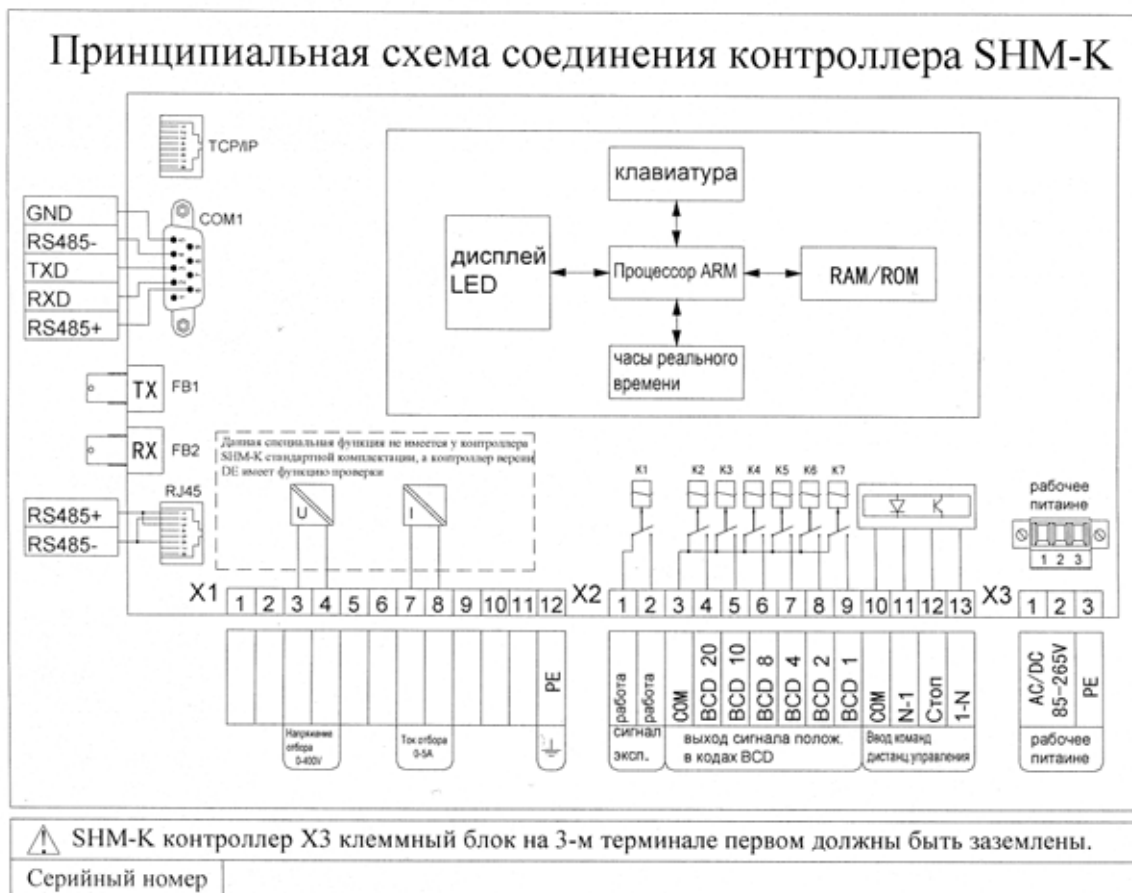 Принципиальная схема соединения контроллера SHM-K
TCP/IP
COM1
GND
RS485-
TXD
RXD
RS485+
клавиатура
дисплей
LED
Процессор ARM
RAM/ROM
часы реального
времени
TX
FB1
RX
FB2
RJ45
RS485+
RS485-
Данная специальная функция не имеется у контроллера
SHM-K стандартной комплектации, а контроллер версии
DE имеет функцию проверки
U
I
K1
K2
K3
K4
K5
K6
K7
рабочее
питаине
1 2 3
X1
1 2 3 4 5 6 7 8 9 10 11 12
X2
1 2 3 4 5 6 7 8 9 10 11 12 13
X3
1 2 3
PE
Напряжение
отбора
0-400V
Ток отбора
0-5A
работа
работа
COM
BCD 20
BCD 10
BCD 8
BCD 4
BCD 2
BCD 1
COM
N-1
Стоп
1-N
AC/DC
85-265V
PE
сигнал
эксп.
выход сигнала полож.
в кодах BCD
Ввод команд
дистанц.управления
рабочее
питаине
SHM-K контроллер X3 клеммный блок на 3-м терминале первом должны быть заземлены.
Серийный номер